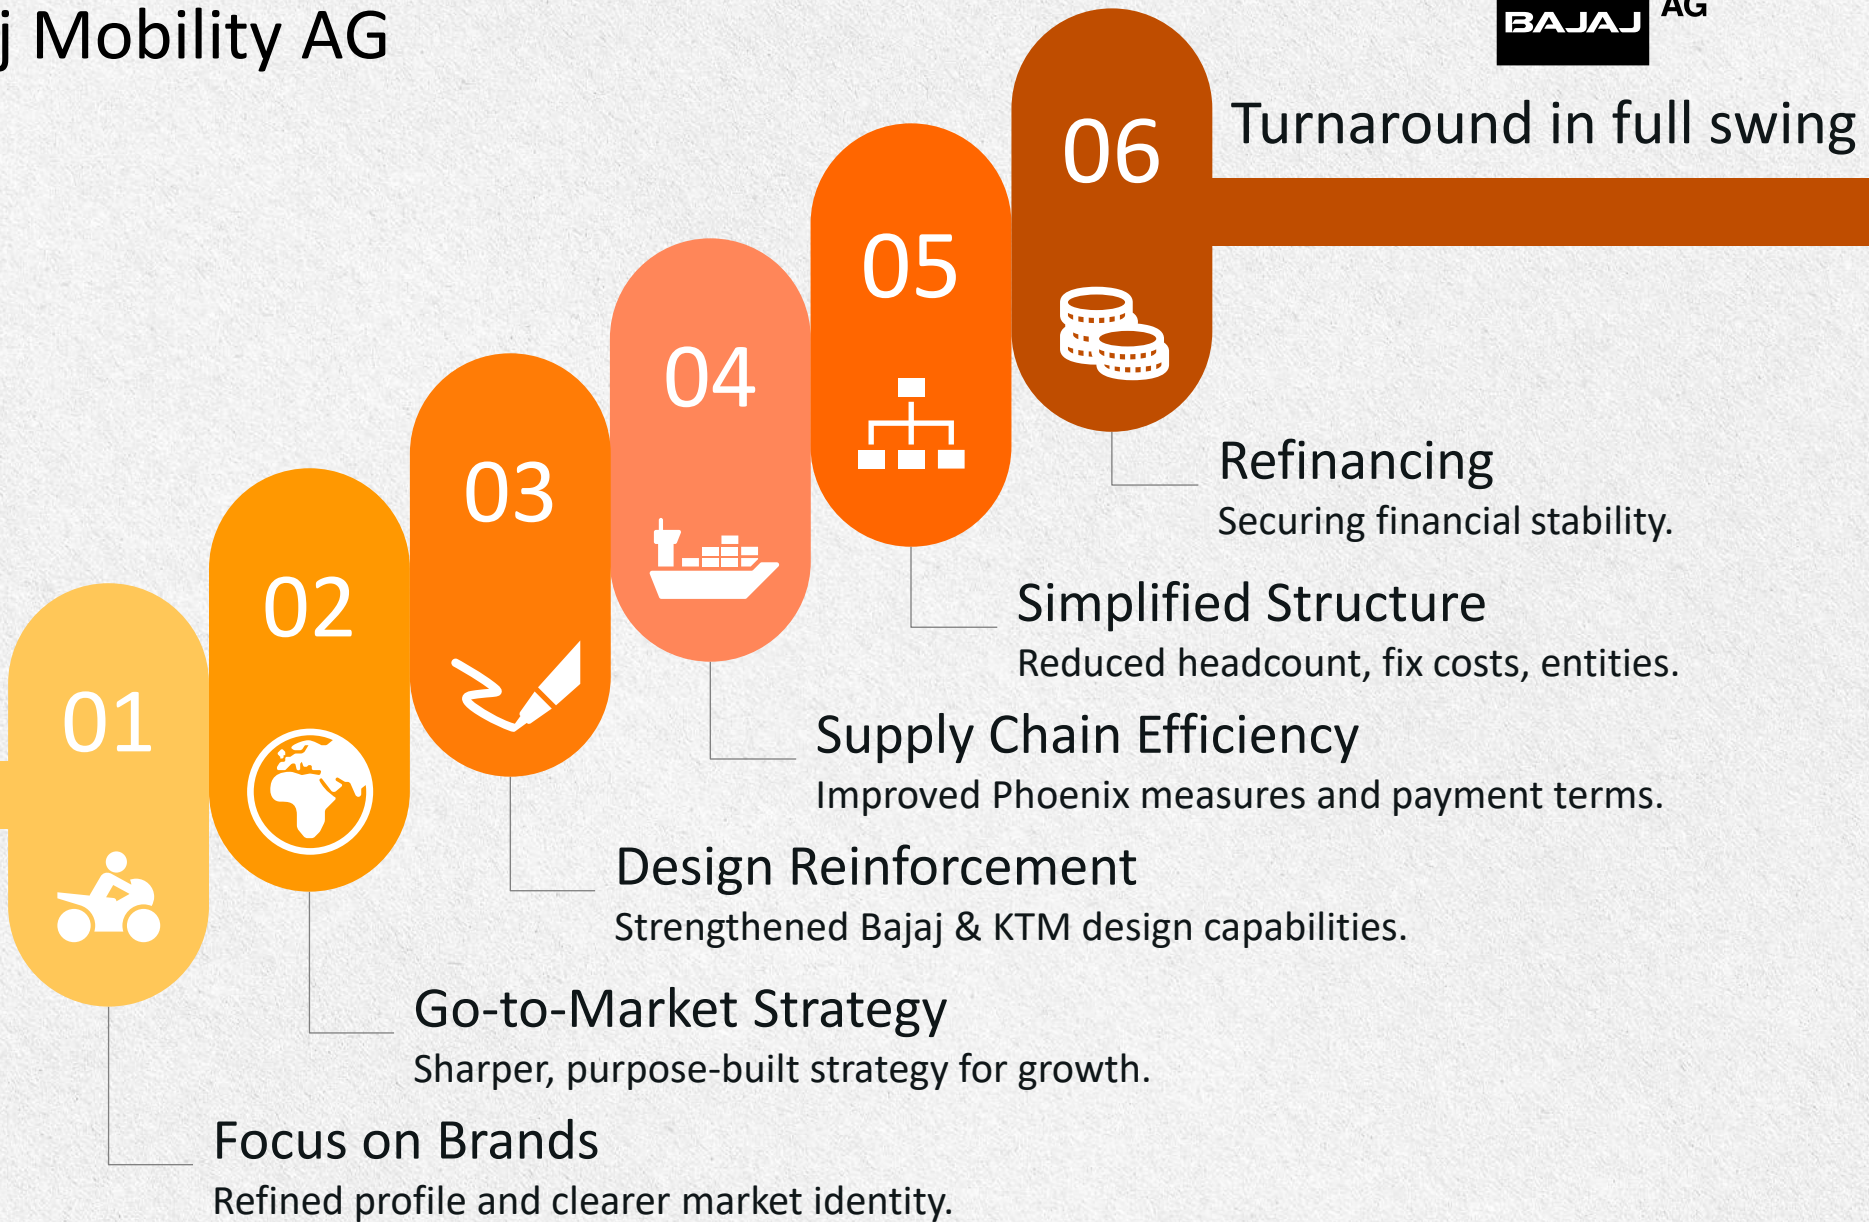 j Mobility AG
BAJAJ AG
Turnaround in full swing
06
Refinancing
Securing financial stability.
05
Simplified Structure
Reduced headcount, fix costs, entities.
04
Supply Chain Efficiency
Improved Phoenix measures and payment terms.
03
Design Reinforcement
Strengthened Bajaj & KTM design capabilities.
02
Go-to-Market Strategy
Sharper, purpose-built strategy for growth.
01
Focus on Brands
Refined profile and clearer market identity.